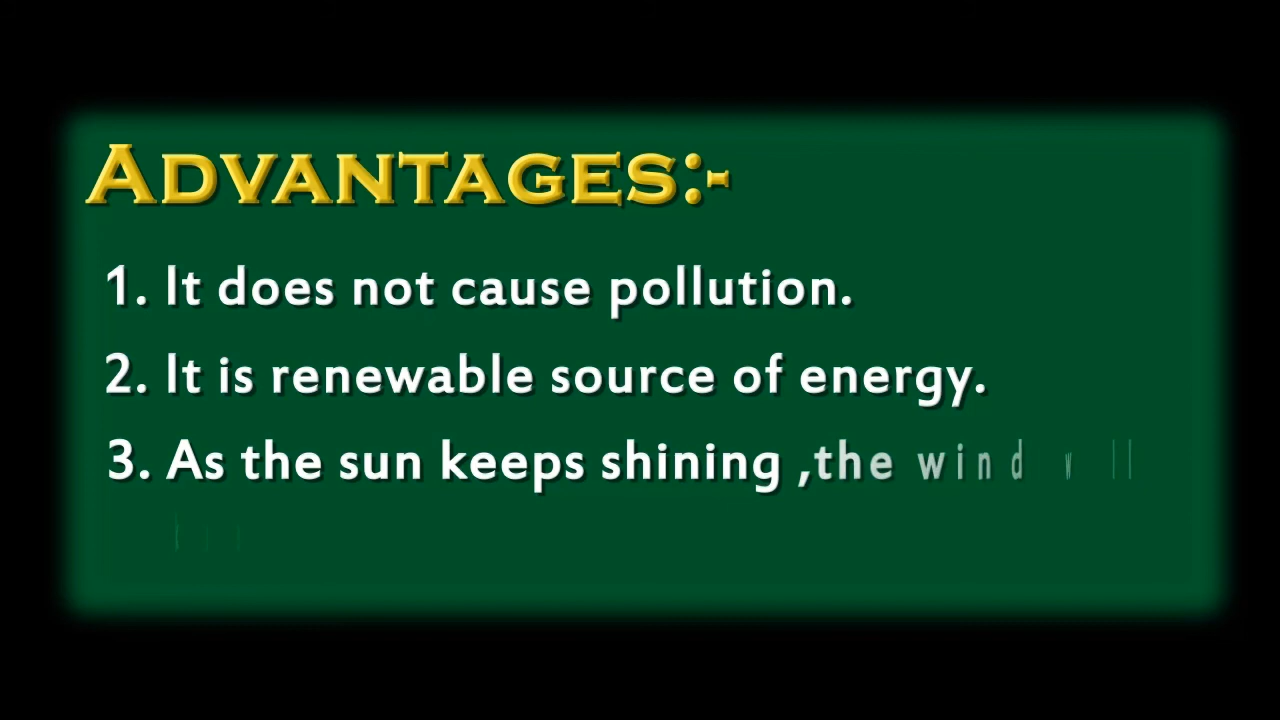 Advantages:-
1. It does not cause pollution.
2. It is renewable source of energy.
3. As the sun keeps shining ,the wind